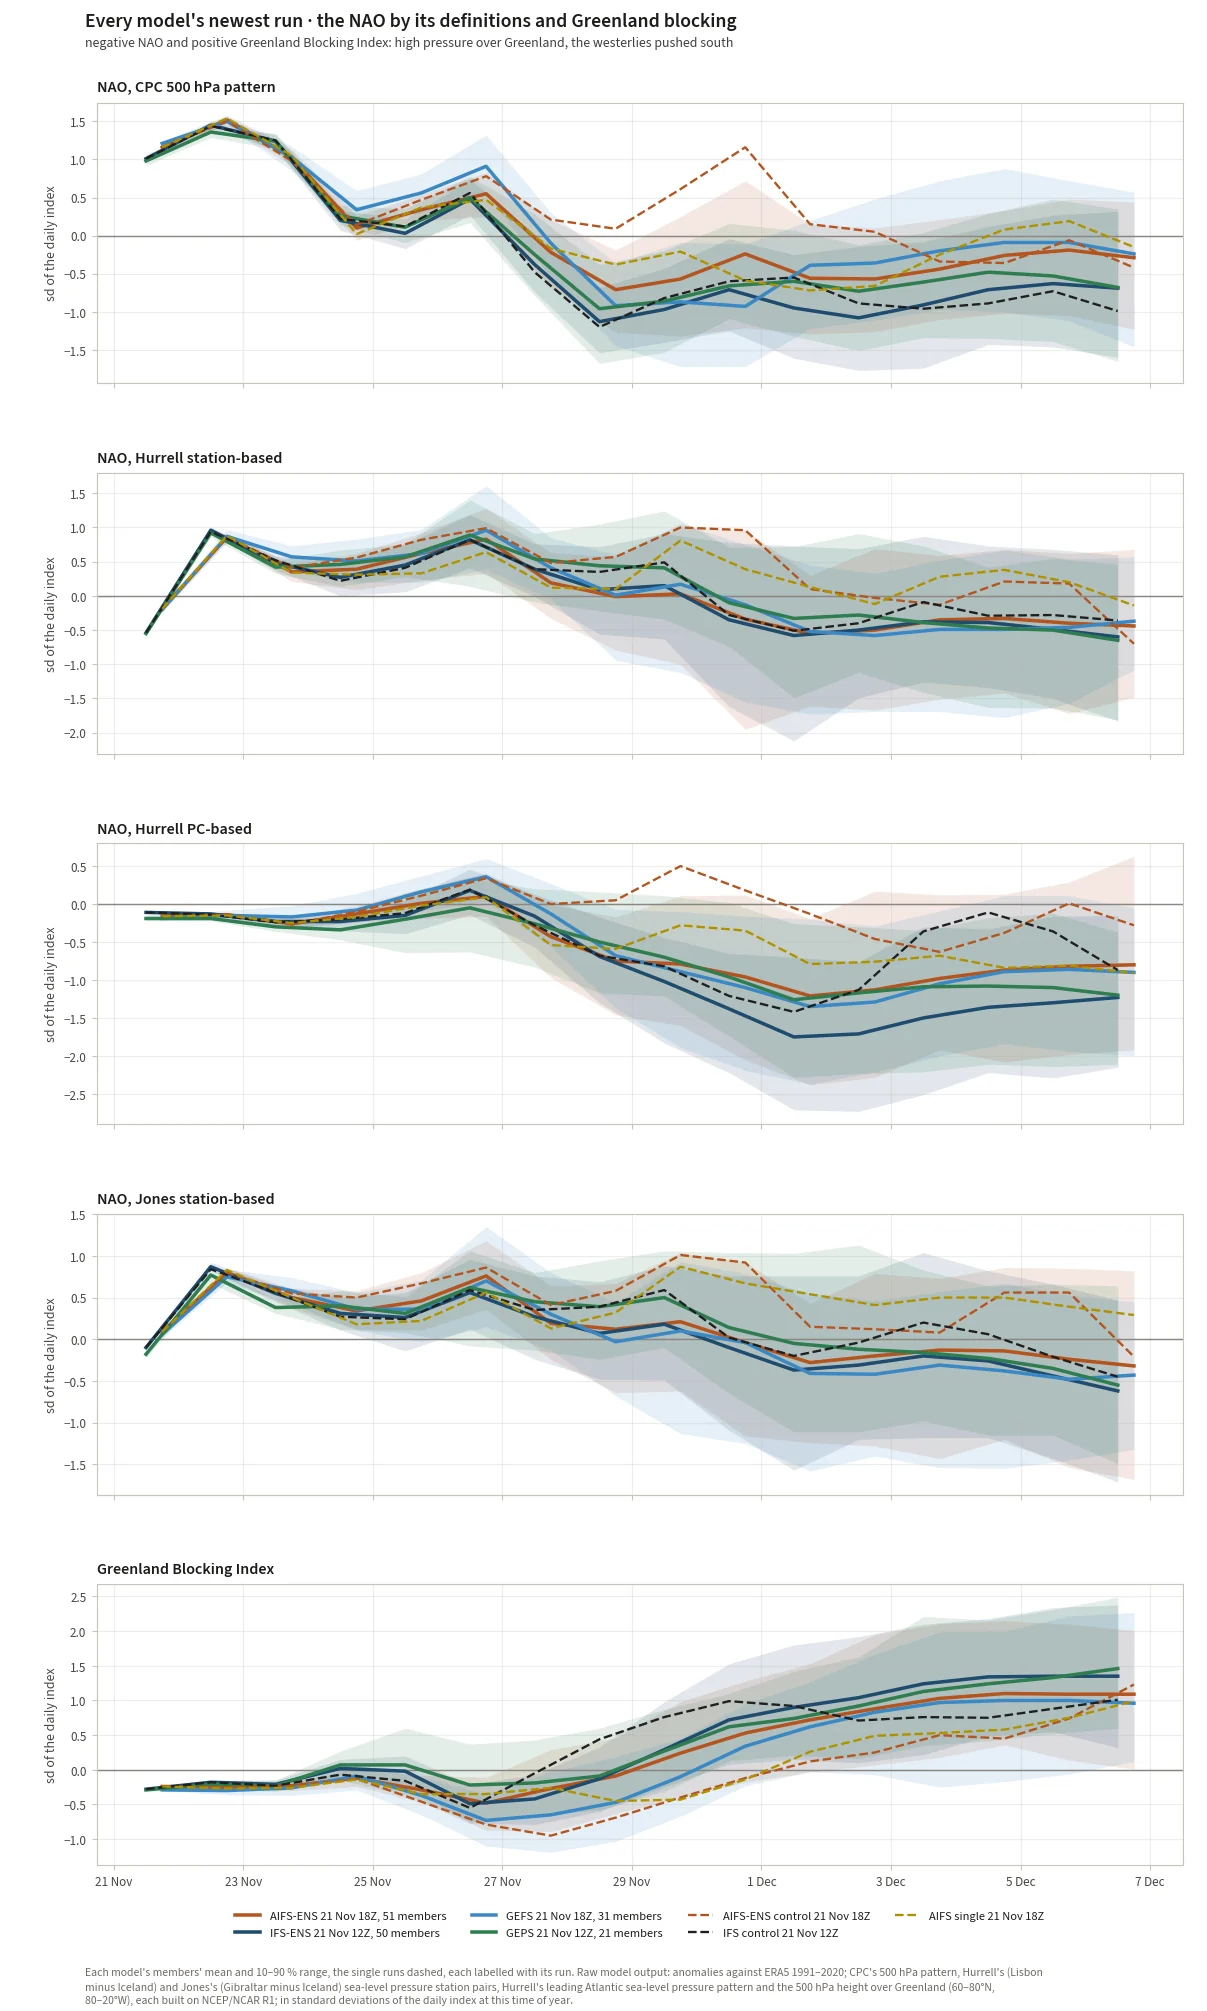 Every model's newest run · the NAO by its definitions and Greenland blocking
negative NAO and positive Greenland Blocking Index: high pressure over Greenland, the westerlies pushed south
NAO, CPC 500 hPa pattern
sd of the daily index
1.5
1.0
0.5
0.0
−0.5
−1.0
−1.5
NAO, Hurrell station-based
sd of the daily index
1.5
1.0
0.5
0.0
−0.5
−1.0
−1.5
−2.0
NAO, Hurrell PC-based
sd of the daily index
0.5
0.0
−0.5
−1.0
−1.5
−2.0
−2.5
NAO, Jones station-based
sd of the daily index
1.5
1.0
0.5
0.0
−0.5
−1.0
−1.5
Greenland Blocking Index
sd of the daily index
2.5
2.0
1.5
1.0
0.5
0.0
−0.5
−1.0
21 Nov 23 Nov 25 Nov 27 Nov 29 Nov 1 Dec 3 Dec 5 Dec 7 Dec
AIFS-ENS 21 Nov 18Z, 51 members GEFS 21 Nov 18Z, 31 members AIFS-ENS control 21 Nov 18Z AIFS single 21 Nov 18Z
IFS-ENS 21 Nov 12Z, 50 members GEPS 21 Nov 12Z, 21 members IFS control 21 Nov 12Z
Each model's members' mean and 10–90 % range, the single runs dashed, each labelled with its run. Raw model output: anomalies against ERA5 1991–2020; CPC's 500 hPa pattern, Hurrell's (Lisbon
minus Iceland) and Jones's (Gibraltar minus Iceland) sea-level pressure station pairs, Hurrell's leading Atlantic sea-level pressure pattern and the 500 hPa height over Greenland (60–80°N,
80–20°W), each built on NCEP/NCAR R1; in standard deviations of the daily index at this time of year.